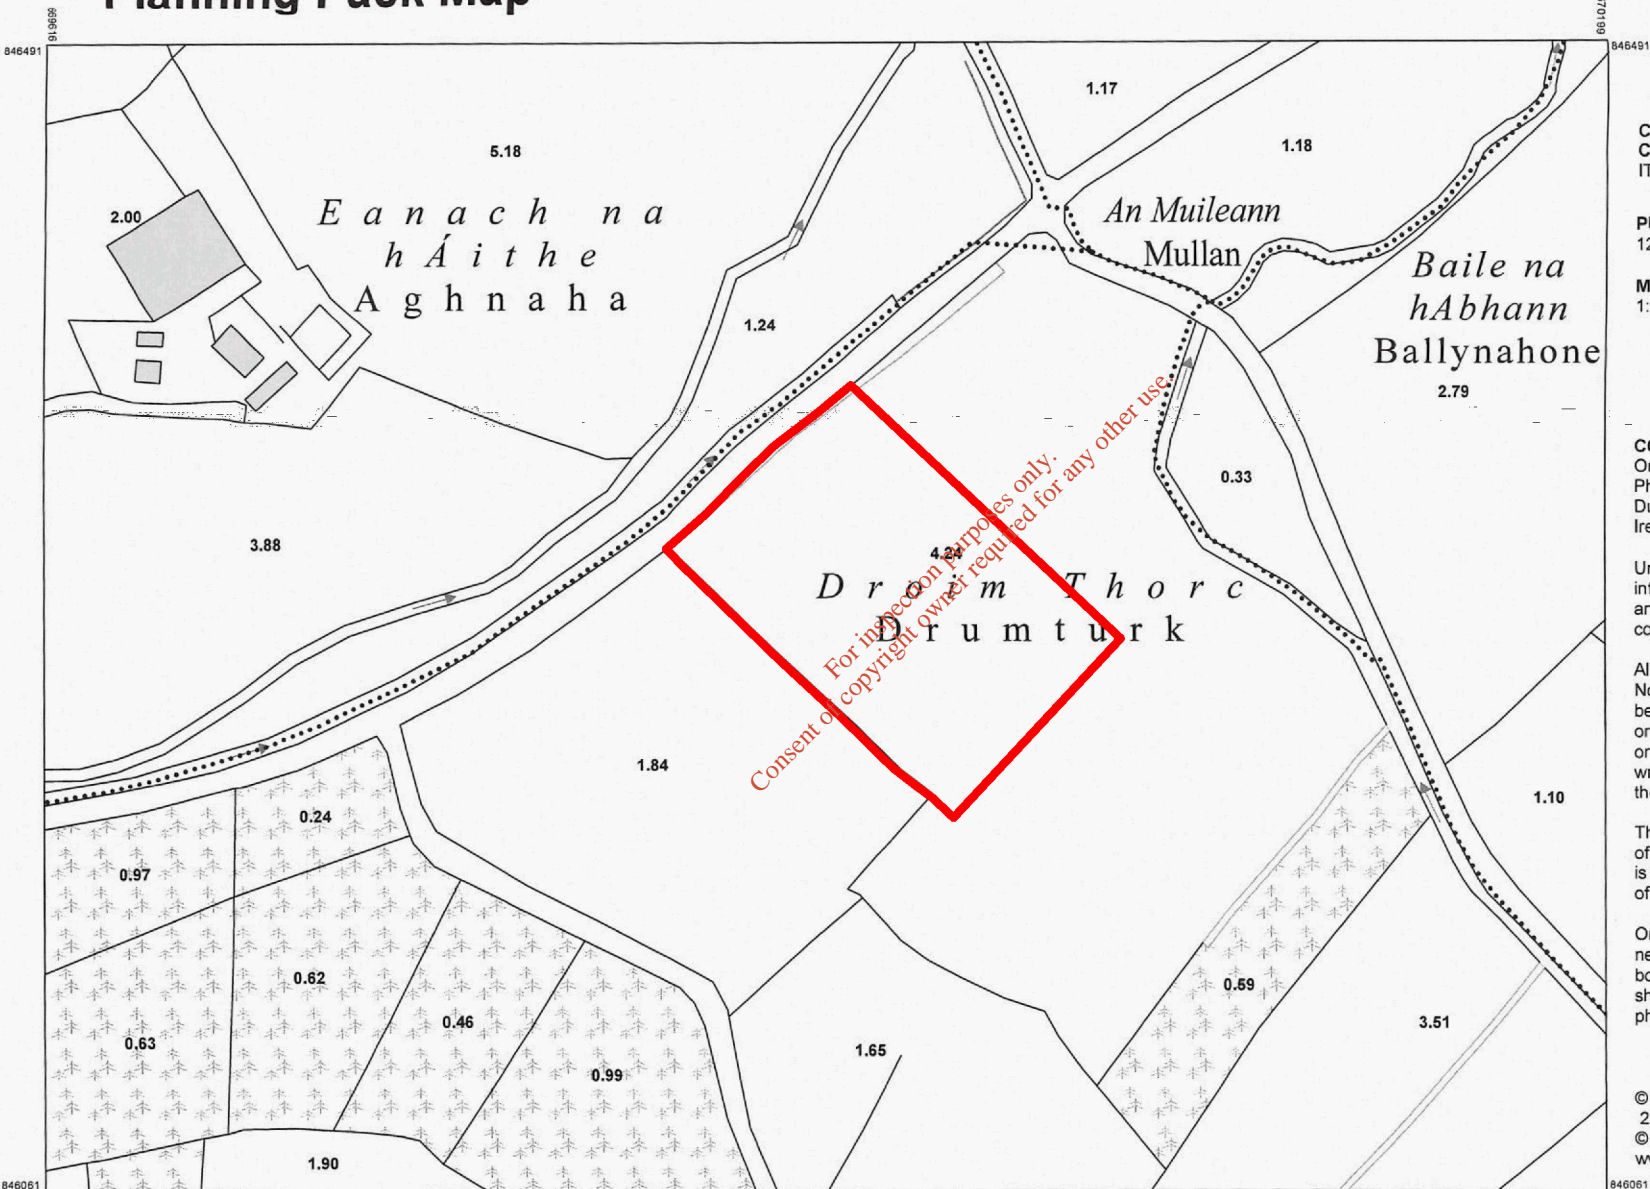 Planning Pack Map
669616
670199
846491
846491
1.17
5.18
1.18
2.00
Eanach na
hÁithe
Aghnaha
An Muileann
Mullan
Baile na
hAbhann
Ballynahone
1.24
2.79
0.33
3.88
4.24
Droim Thorc
Drumturk
For inspection purposes only.
Consent of copyright owner required for any other use.
1.84
1.10
0.24
0.97
0.62
0.59
0.46
3.51
0.63
1.65
0.99
1.90
846061
846061